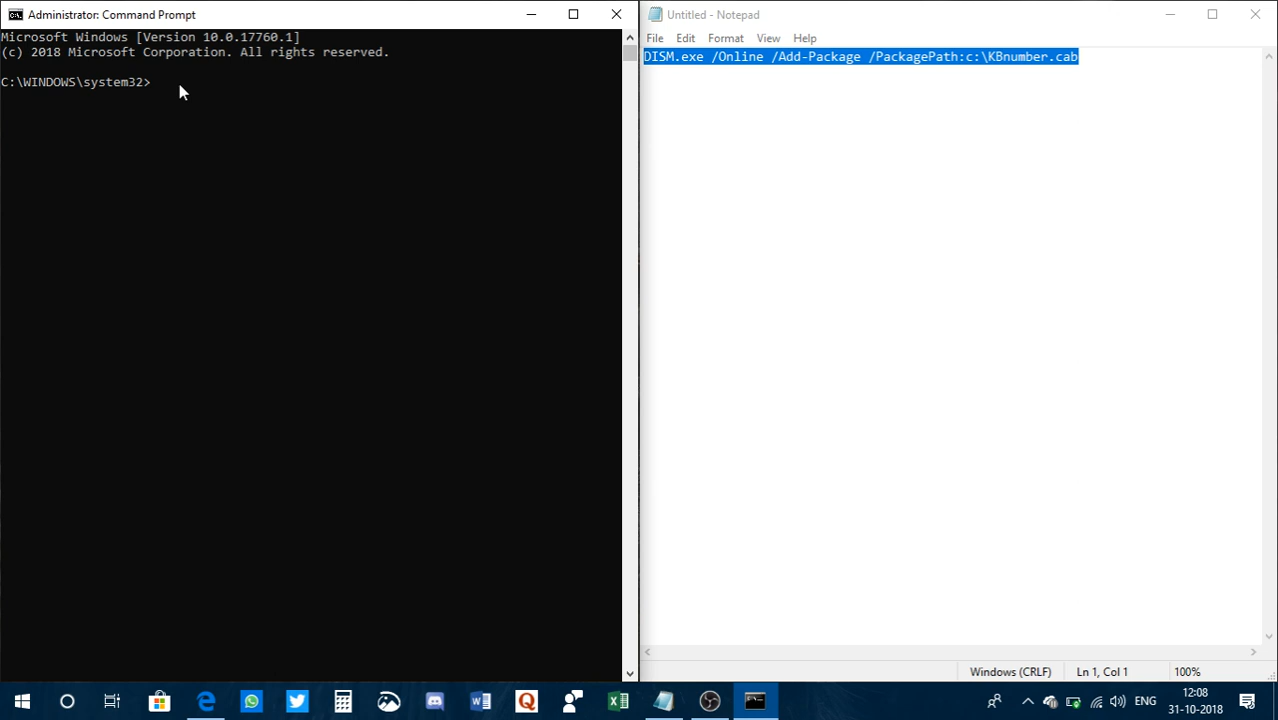 Administrator: Command Prompt
Microsoft Windows [Version 10.0.17760.1]
(c) 2018 Microsoft Corporation. All rights reserved.
C:\WINDOWS\system32>
Untitled - Notepad
File Edit Format View Help
DISM.exe /Online /Add-Package /PackagePath:c:\KBnumber.cab
Windows (CRLF) Ln 1, Col 1 100%
ENG
12:08
31-10-2018